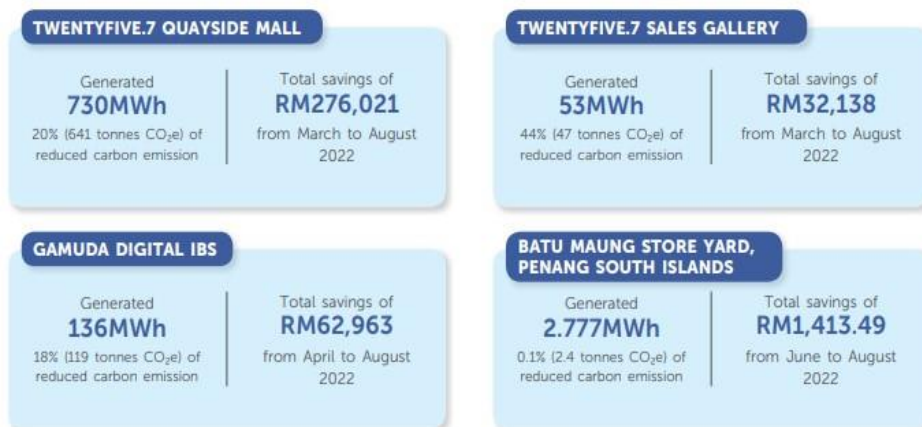 TWENTYFIVE.7 QUAYSIDE MALL
Generated
730MWh
20% (641 tonnes CO₂e) of
reduced carbon emission
Total savings of
RM276,021
from March to August
2022
TWENTYFIVE.7 SALES GALLERY
Generated
53MWh
44% (47 tonnes CO₂e) of
reduced carbon emission
Total savings of
RM32,138
from March to August
2022
GAMUDA DIGITAL IBS
Generated
136MWh
18% (119 tonnes CO₂e) of
reduced carbon emission
Total savings of
RM62,963
from April to August
2022
BATU MAUNG STORE YARD,
PENANG SOUTH ISLANDS
Generated
2.777MWh
0.1% (2.4 tonnes CO₂e) of
reduced carbon emission
Total savings of
RM1,413.49
from June to August
2022